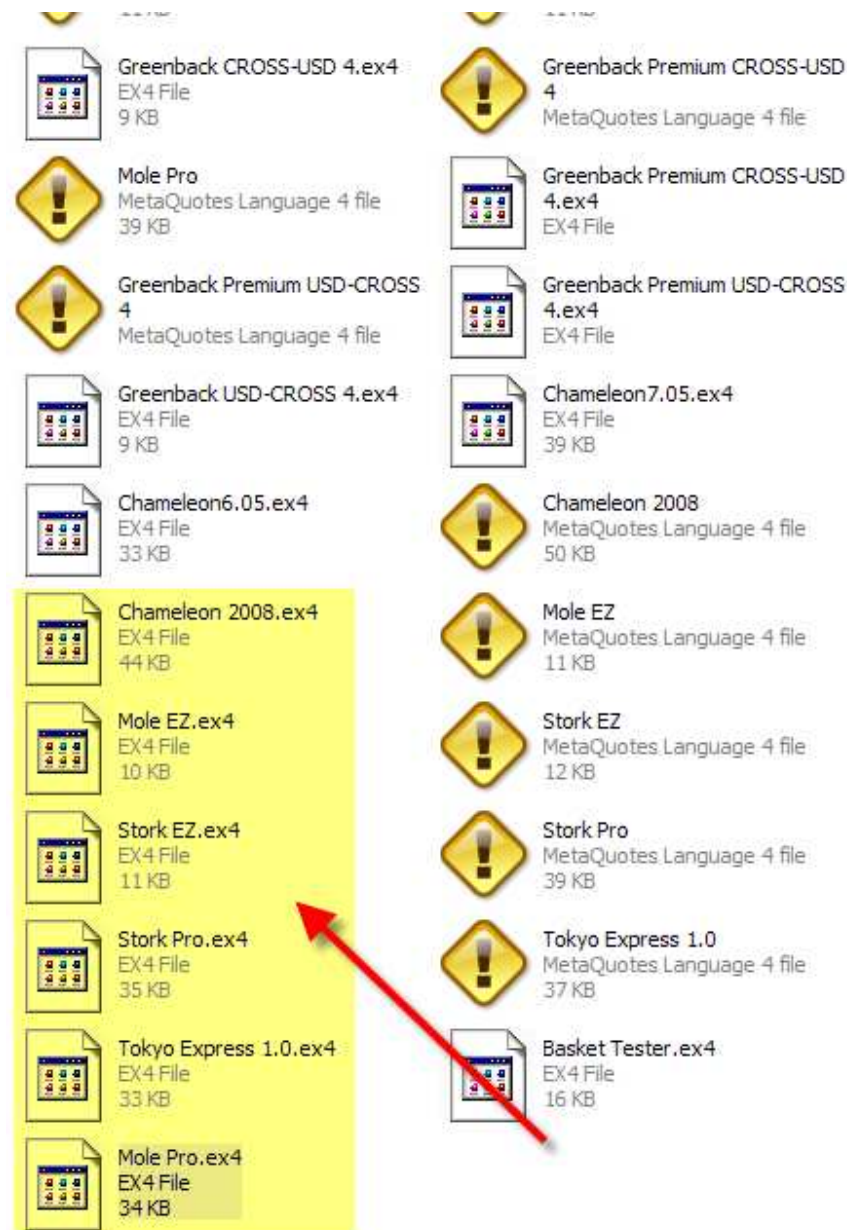 Greenback CROSS-USD 4.ex4
EX4 File
9 KB
Greenback Premium CROSS-USD
4
MetaQuotes Language 4 file
Mole Pro
MetaQuotes Language 4 file
39 KB
Greenback Premium CROSS-USD
4.ex4
EX4 File
Greenback Premium USD-CROSS
4
MetaQuotes Language 4 file
Greenback Premium USD-CROSS
4.ex4
EX4 File
Greenback USD-CROSS 4.ex4
EX4 File
9 KB
Chameleon7.05.ex4
EX4 File
39 KB
Chameleon6.05.ex4
EX4 File
33 KB
Chameleon 2008
MetaQuotes Language 4 file
50 KB
Chameleon 2008.ex4
EX4 File
44 KB
Mole EZ
MetaQuotes Language 4 file
11 KB
Mole EZ.ex4
EX4 File
10 KB
Stork EZ
MetaQuotes Language 4 file
12 KB
Stork EZ.ex4
EX4 File
11 KB
Stork Pro
MetaQuotes Language 4 file
39 KB
Stork Pro.ex4
EX4 File
35 KB
Tokyo Express 1.0
MetaQuotes Language 4 file
37 KB
Tokyo Express 1.0.ex4
EX4 File
33 KB
Basket Tester.ex4
EX4 File
16 KB
Mole Pro.ex4
EX4 File
34 KB